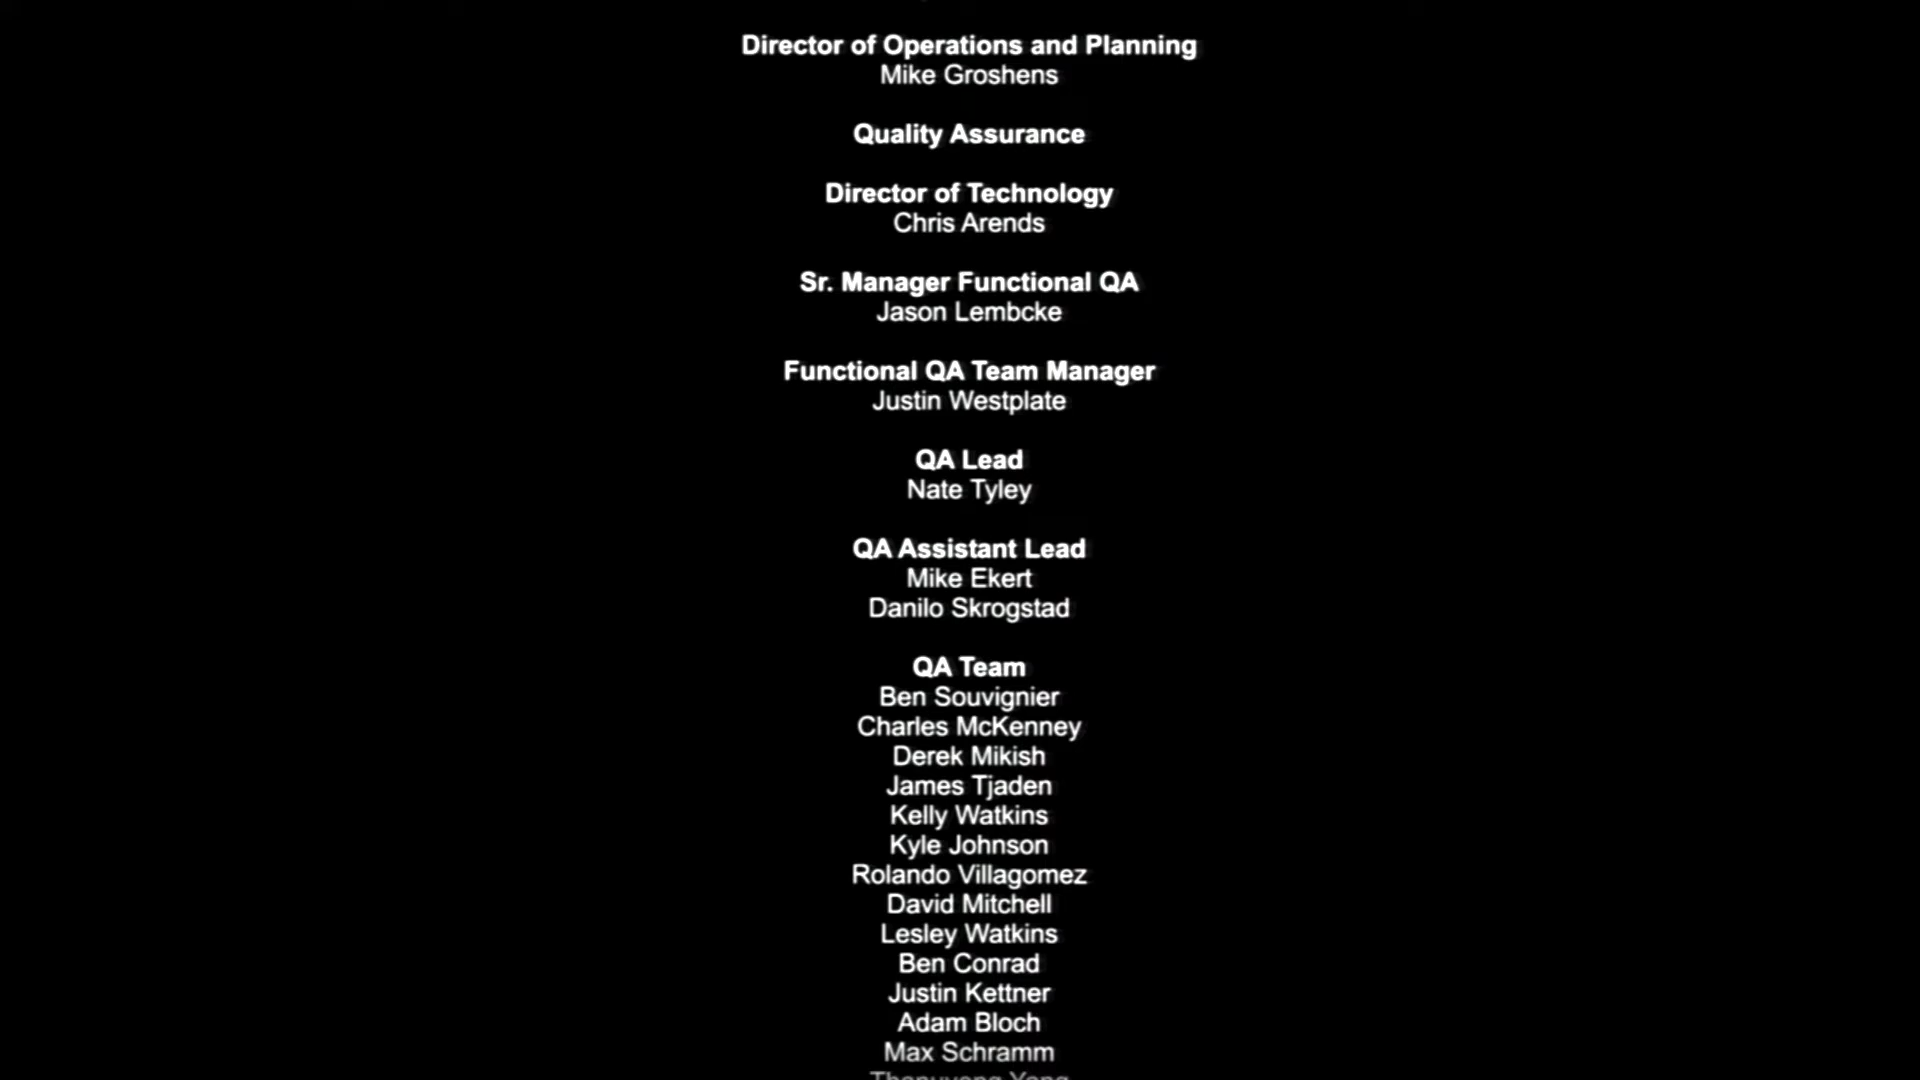 Director of Operations and Planning
Mike Groshens
Quality Assurance
Director of Technology
Chris Arends
Sr. Manager Functional QA
Jason Lembcke
Functional QA Team Manager
Justin Westplate
QA Lead
Nate Tyley
QA Assistant Lead
Mike Ekert
Danilo Skrogstad
QA Team
Ben Souvignier
Charles McKenney
Derek Mikish
James Tjaden
Kelly Watkins
Kyle Johnson
Rolando Villagomez
David Mitchell
Lesley Watkins
Ben Conrad
Justin Kettner
Adam Bloch
Max Schramm